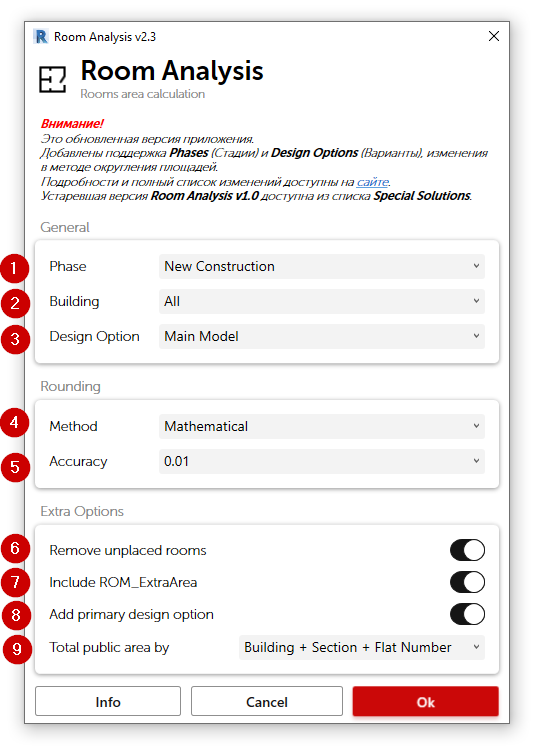 R Room Analysis v2.3
Room Analysis
Rooms area calculation
Внимание!
Это обновленная версия приложения.
Добавлены поддержка Phases (Стадии) и Design Options (Варианты), изменения
в методе округления площадей.
Подробности и полный список изменений доступны на сайте.
Устаревшая версия Room Analysis v1.0 доступна из списка Special Solutions.
General
1 Phase New Construction
2 Building All
3 Design Option Main Model
Rounding
4 Method Mathematical
5 Accuracy 0.01
Extra Options
6 Remove unplaced rooms
7 Include ROM_ExtraArea
8 Add primary design option
9 Total public area by Building + Section + Flat Number
Info Cancel Ok